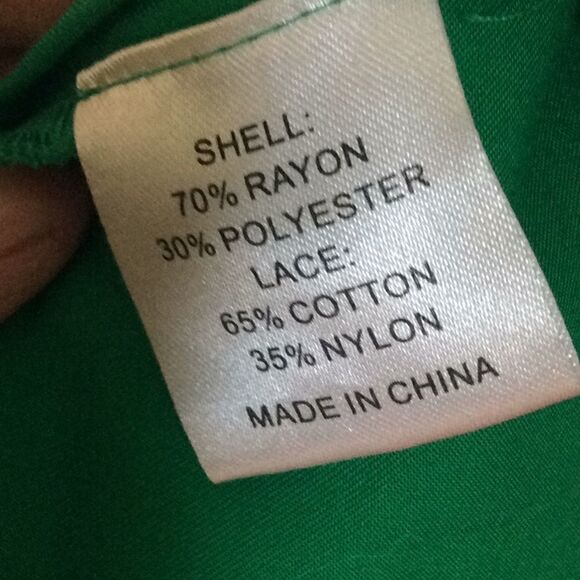 SHELL:
70% RAYON
30% POLYESTER
LACE:
65% COTTON
35% NYLON
MADE IN CHINA